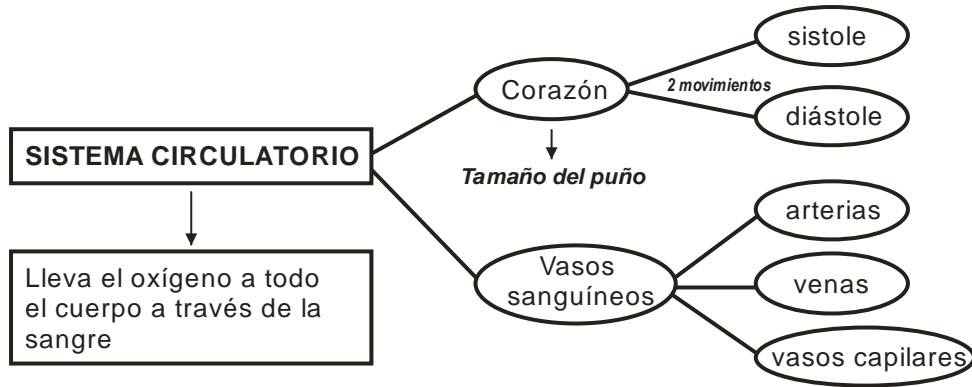 SISTEMA CIRCULATORIO
Lleva el oxígeno a todo
el cuerpo a través de la
sangre
Corazón
Tamaño del puño
2 movimientos
sistole
diástole
Vasos
sanguíneos
arterias
venas
vasos capilares